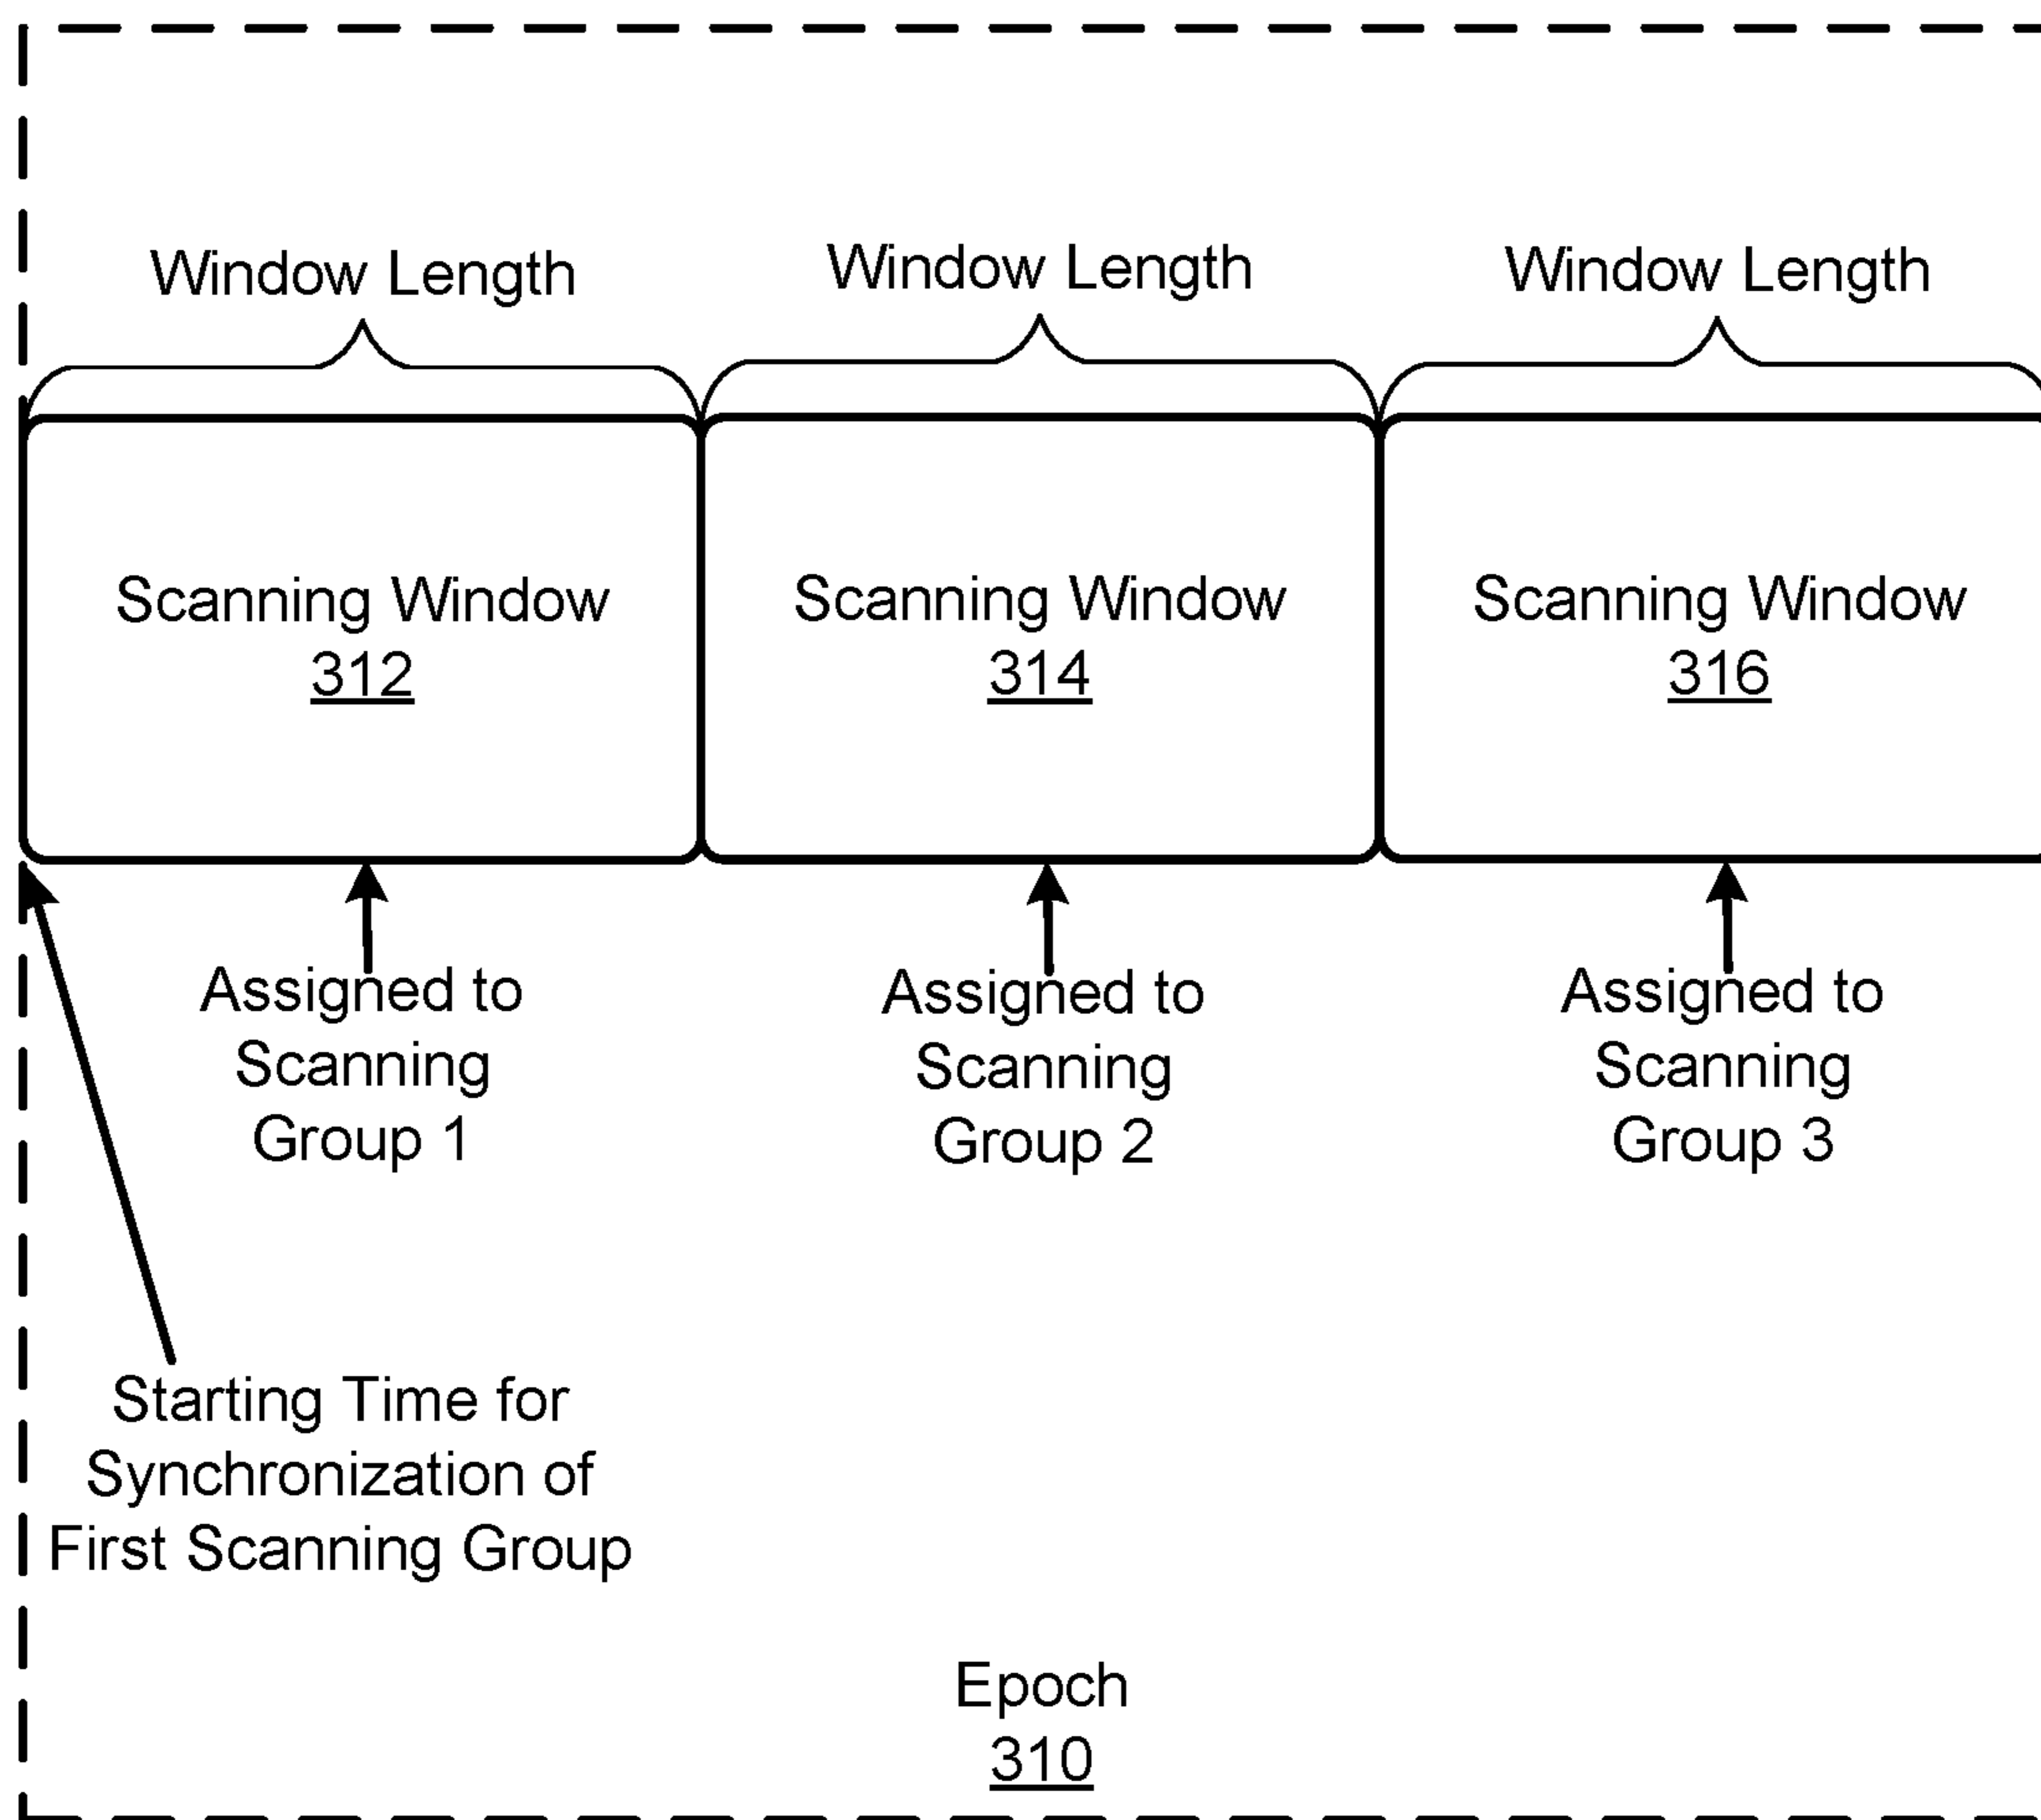 Window Length
Window Length
Window Length
Scanning Window
312
Scanning Window
314
Scanning Window
316
Assigned to
Scanning
Group 1
Assigned to
Scanning
Group 2
Assigned to
Scanning
Group 3
Starting Time for
Synchronization of
First Scanning Group
Epoch
310